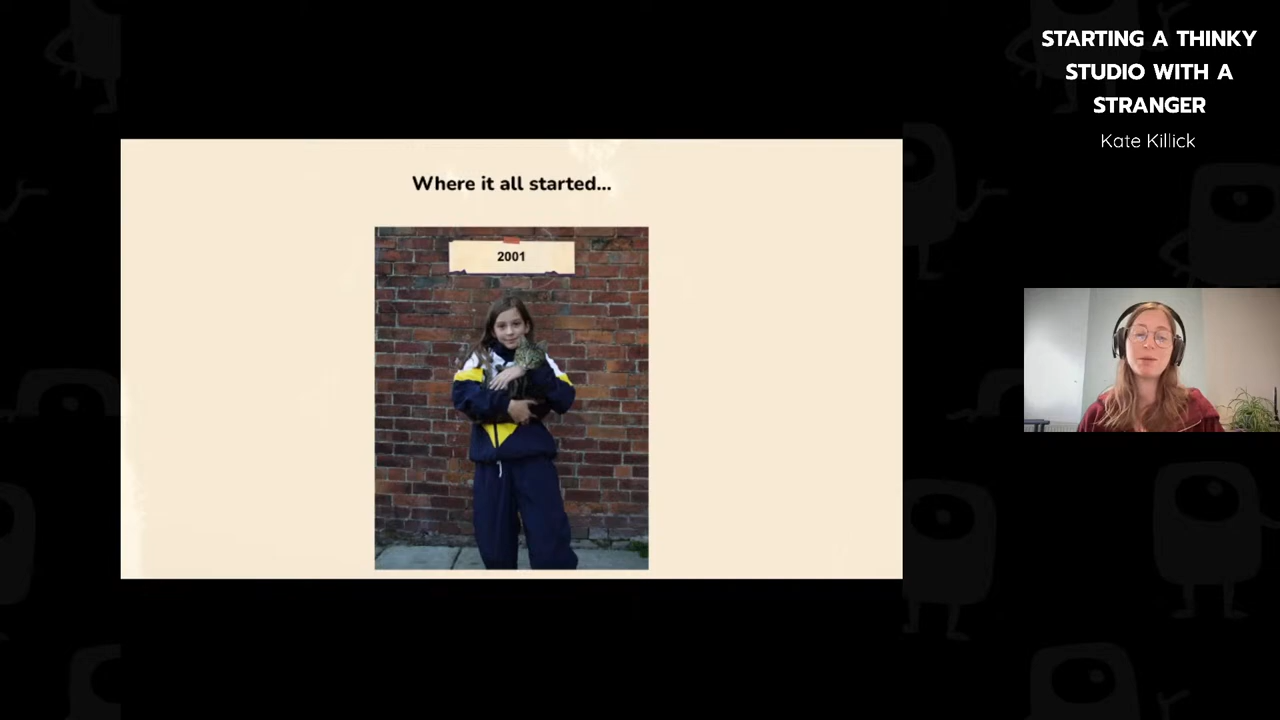 STARTING A THINKY
STUDIO WITH A
STRANGER
Kate Killick
Where it all started...
2001